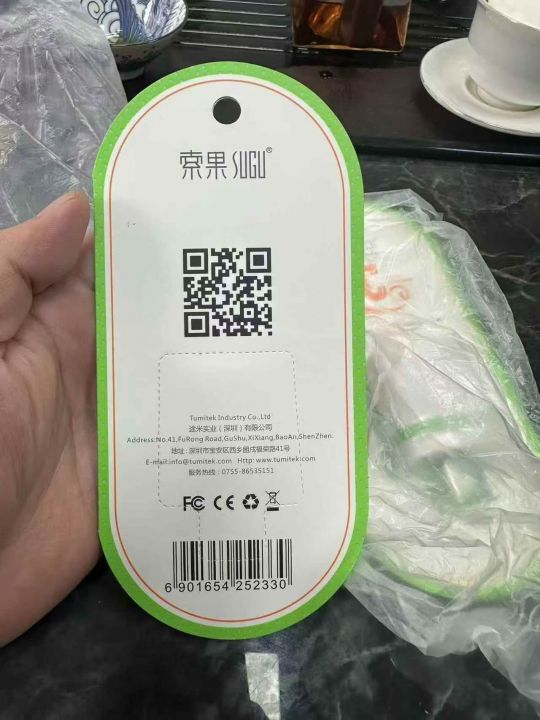 索果 SUGU®
Tumitek Industry Co.,Ltd
途米实业（深圳）有限公司
Address:No.41,FuRong Road,GuShu,XiXiang,BaoAn,ShenZhen.
地址:深圳市宝安区西乡固戍福荣路41号
E-mail:info@tumitek.com Http: www.tumitek.com
服务热线：0755-86535151
FC CE
6 901654 252330